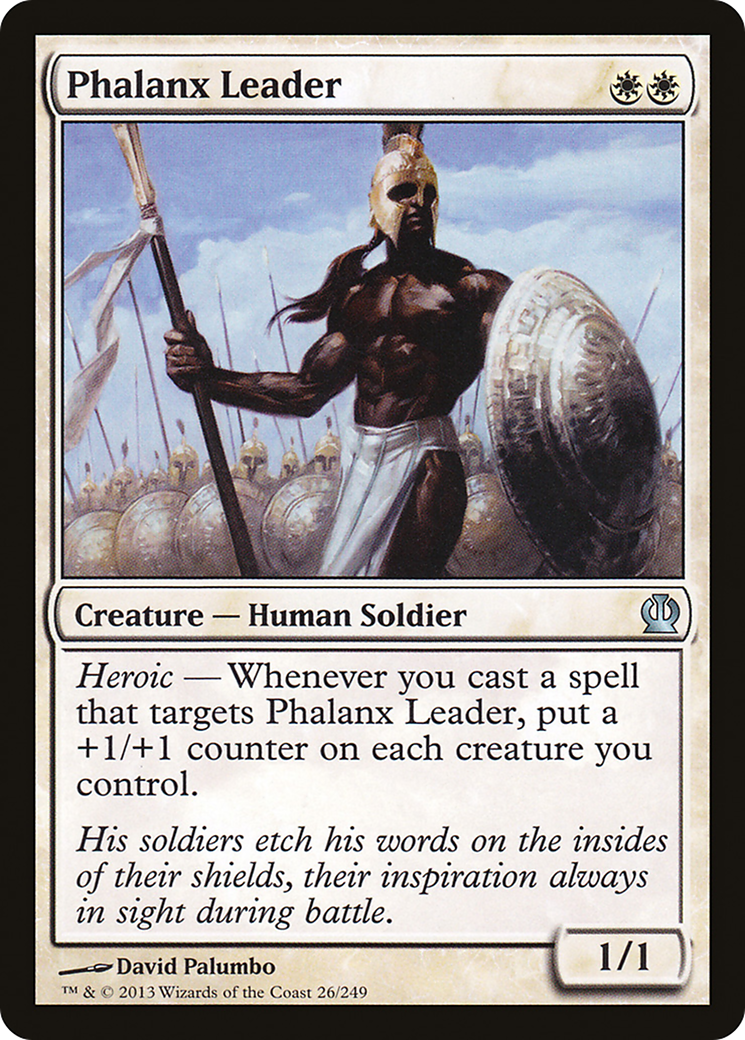 Phalanx Leader
Creature — Human Soldier
Heroic — Whenever you cast a spell
that targets Phalanx Leader, put a
+1/+1 counter on each creature you
control.
His soldiers etch his words on the insides
of their shields, their inspiration always
in sight during battle.
1/1
David Palumbo
™ & © 2013 Wizards of the Coast 26/249